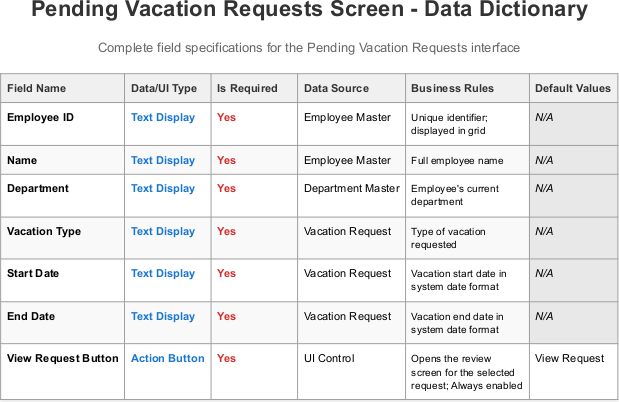 Pending Vacation Requests Screen - Data Dictionary
Complete field specifications for the Pending Vacation Requests interface
Field Name Data/UI Type Is Required Data Source Business Rules Default Values
Employee ID Text Display Yes Employee Master Unique identifier; N/A
displayed in grid
Name Text Display Yes Employee Master Full employee name N/A
Department Text Display Yes Department Master Employee's current N/A
department
Vacation Type Text Display Yes Vacation Request Type of vacation N/A
requested
Start Date Text Display Yes Vacation Request Vacation start date in N/A
system date format
End Date Text Display Yes Vacation Request Vacation end date in N/A
system date format
View Request Button Action Button Yes UI Control Opens the review View Request
screen for the selected
request; Always enabled